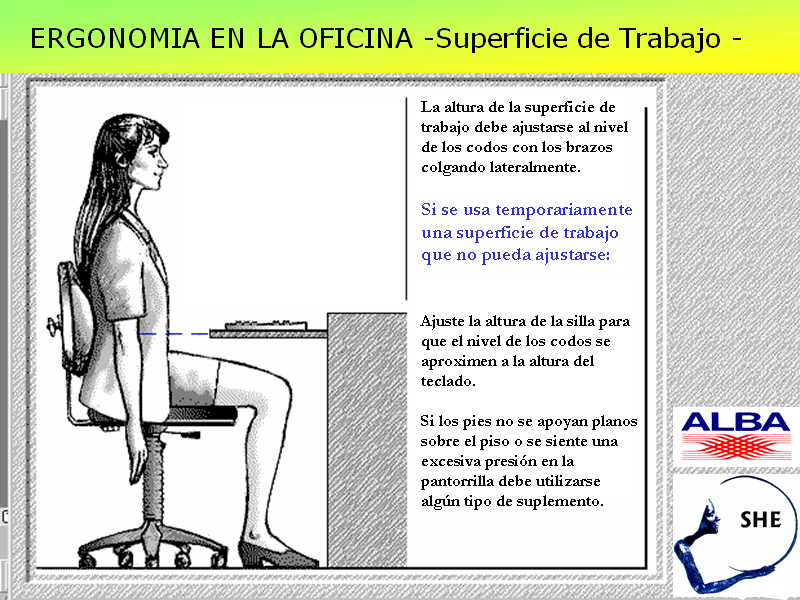 ERGONOMIA EN LA OFICINA -Superficie de Trabajo -
La altura de la superficie de
trabajo debe ajustarse al nivel
de los codos con los brazos
colgando lateralmente.
Si se usa temporariamente
una superficie de trabajo
que no pueda ajustarse:
Ajuste la altura de la silla para
que el nivel de los codos se
aproximen a la altura del
teclado.
Si los pies no se apoyan planos
sobre el piso o se siente una
excesiva presión en la
pantorrilla debe utilizarse
algún tipo de suplemento.
ALBA
SHE